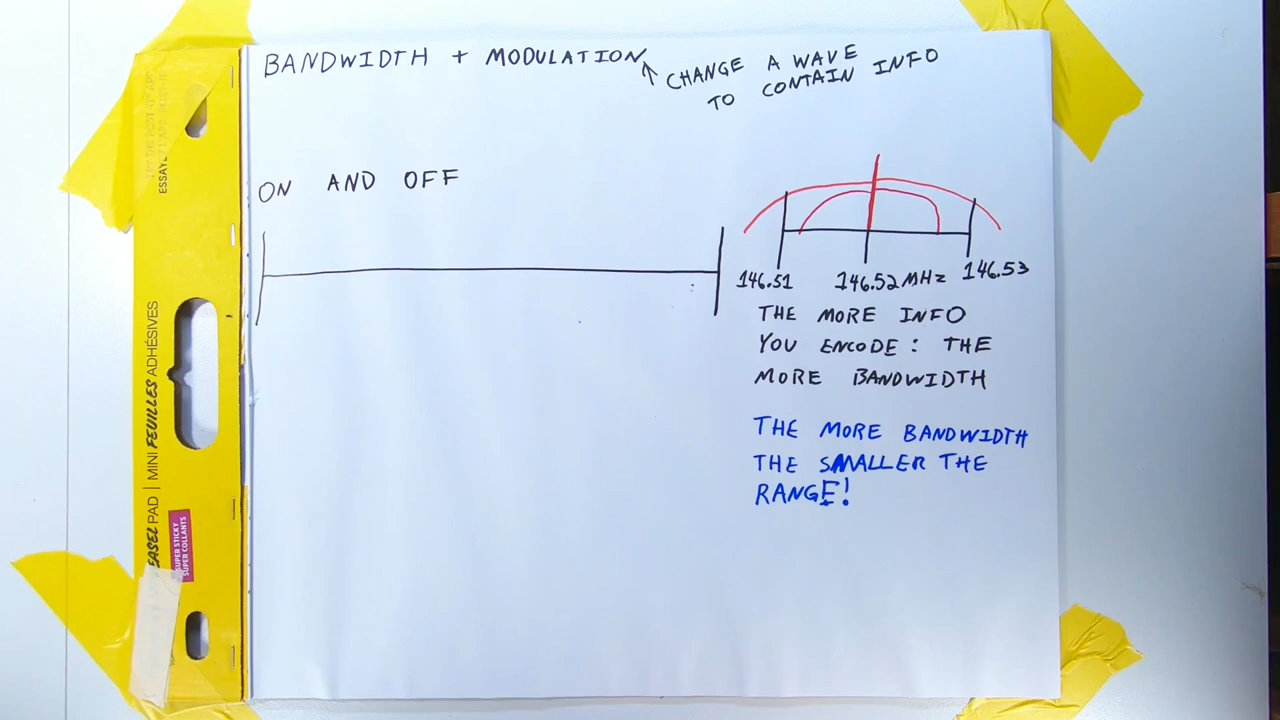 BANDWIDTH + MODULATION
CHANGE A WAVE
TO CONTAIN INFO
ON AND OFF
146.51 146.52 MHz 146.53
THE MORE INFO
YOU ENCODE: THE
MORE BANDWIDTH
THE MORE BANDWIDTH
THE SMALLER THE
RANGE!
EASEL PAD | MINI FEUILLES ADHÉSIVES
SUPER STICKY
SUPER COLLANTS